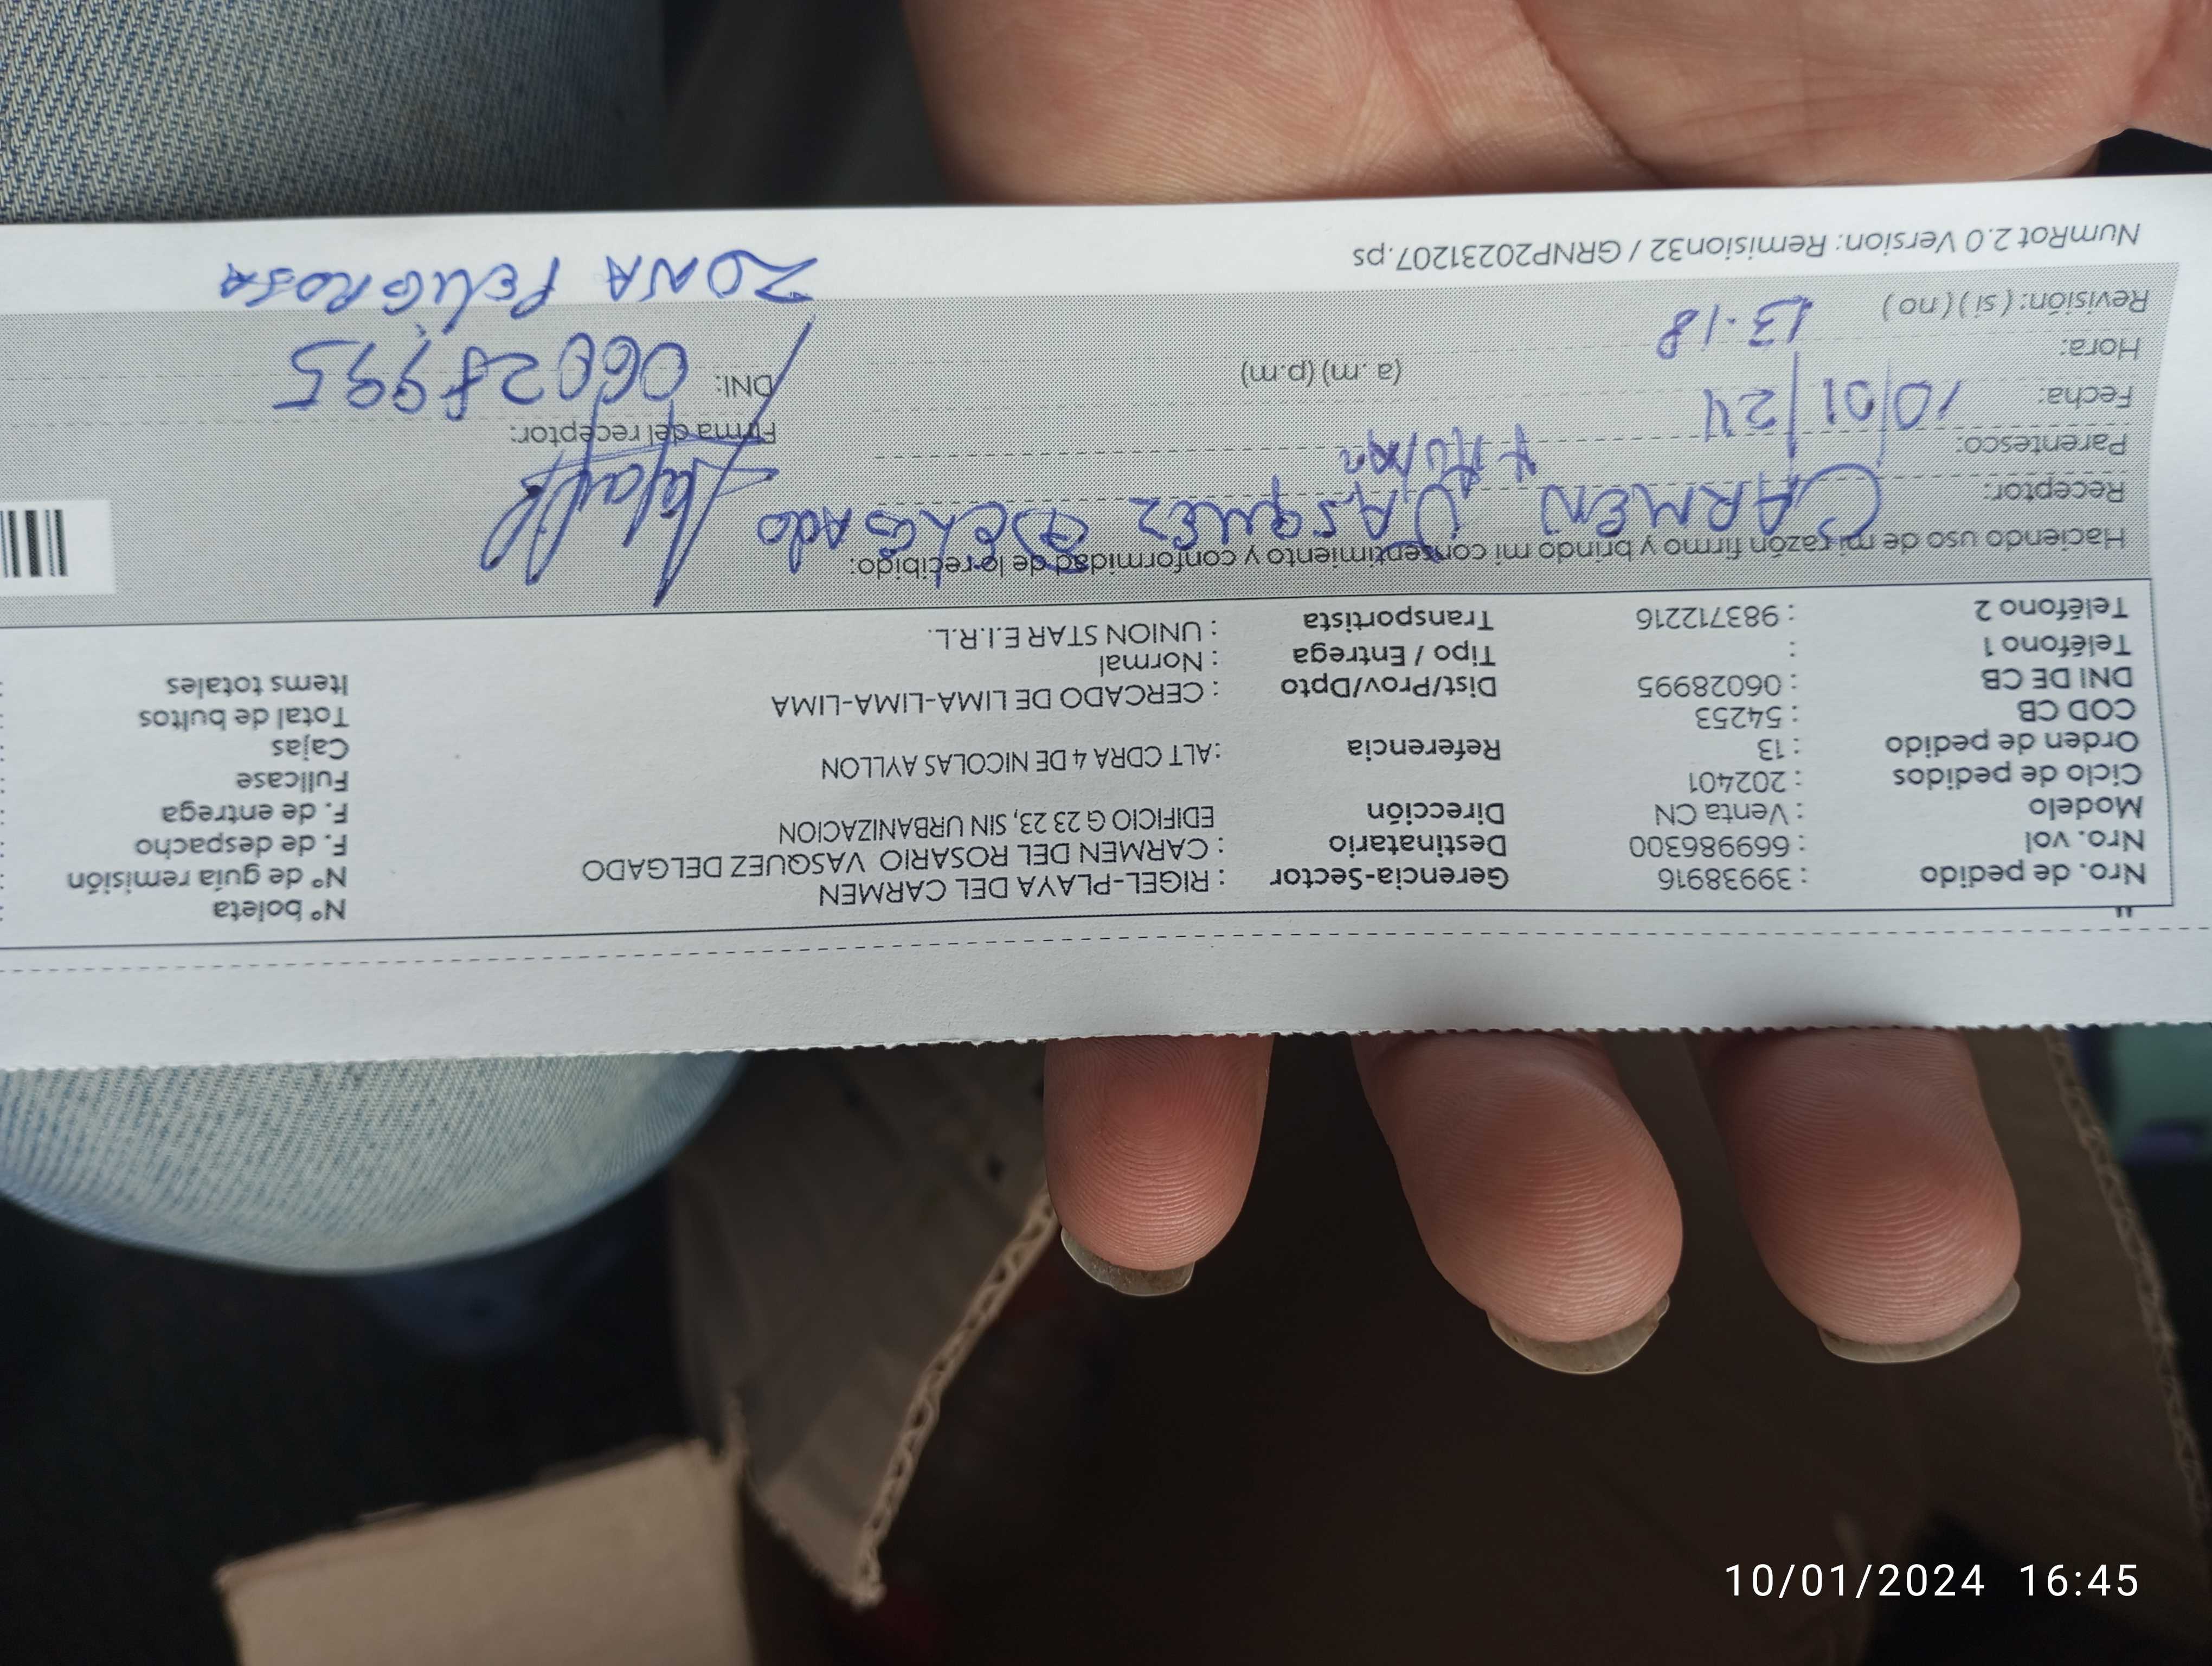 Nro. de pedido : 39938916 Gerencia-Sector : RIGEL-PLAYA DEL CARMEN Nº boleta :
Nro. vol : 669986300 Destinatario : CARMEN DEL ROSARIO VASQUEZ DELGADO Nº de guía remisión :
Modelo : Venta CN Dirección EDIFICIO G 23 23, SIN URBANIZACION F. de despacho :
Ciclo de pedidos : 202401 F. de entrega :
Orden de pedido : 13 Referencia : ALT CDRA 4 DE NICOLAS AYLLON Fullcase :
COD CB : 54253 Cajas :
DNI DE CB : 06028995 Dist/Prov/Dpto : CERCADO DE LIMA-LIMA-LIMA Total de bultos :
Teléfono 1 : Tipo / Entrega : Normal Items totales :
Teléfono 2 : 983712216 Transportista : UNION STAR E.I.R.L.
Haciendo uso de mi razón firmo y brindo mi consentimiento y conformidad de lo recibido:
Receptor: CARMEN VASQUEZ DELGADO
Parentesco: Firma del receptor:
Fecha: 10/01/24 DNI: 06028995
Hora: 13.18 (a. m) (p.m)
Revisión: ( si ) ( no ) ZONA PELIGROSA
NumRot 2.0 Version: Remision32 / GRNP20231207.ps
10/01/2024 16:45